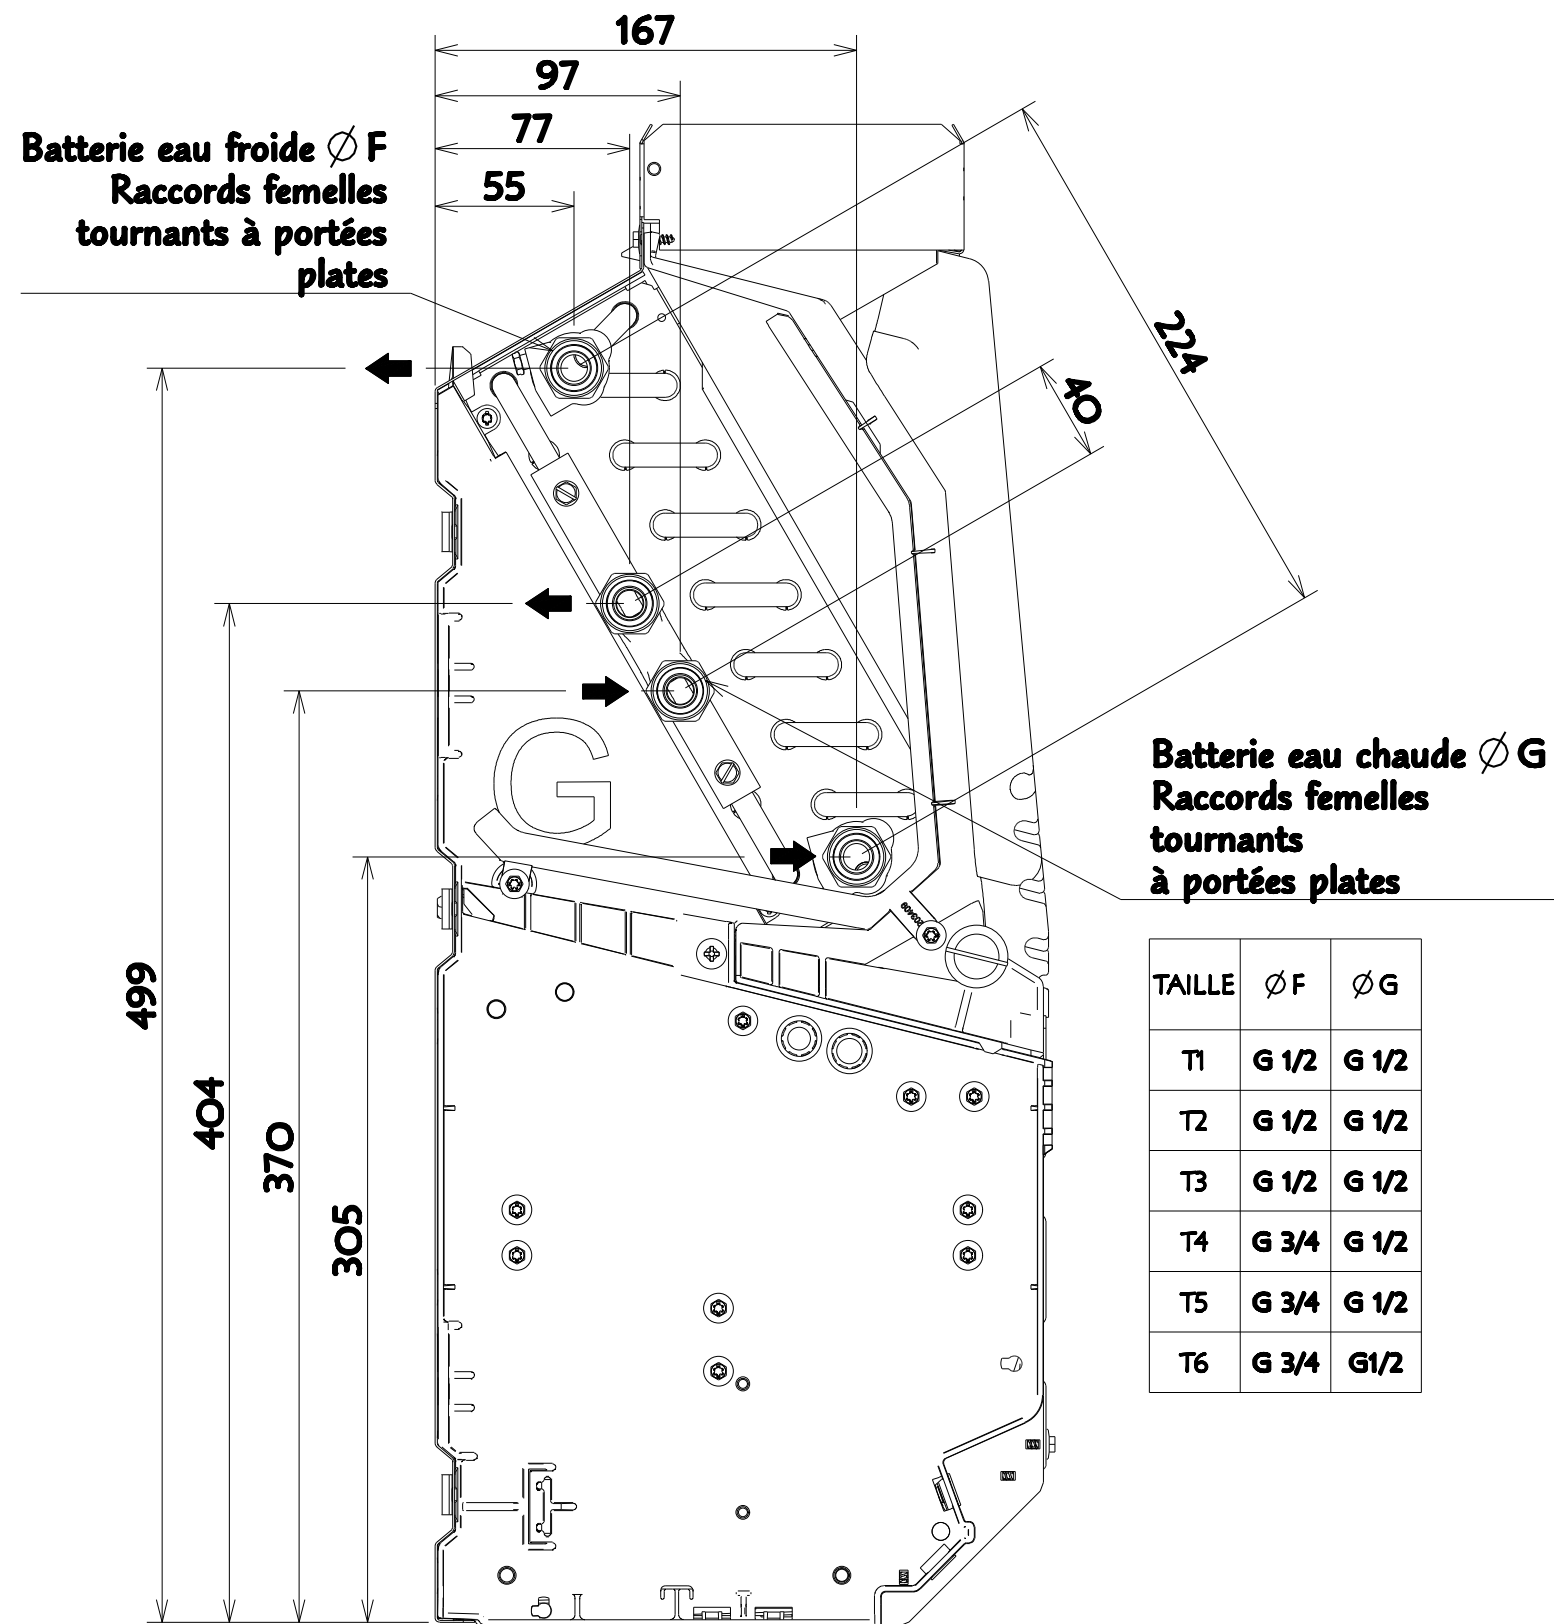 167
97
77
55
Batterie eau froide ∅ F
Raccords femelles
tournants à portées
plates
224
40
G
Batterie eau chaude ∅ G
Raccords femelles
tournants
à portées plates
499
404
370
305
TAILLE ∅ F ∅ G
T1 G 1/2 G 1/2
T2 G 1/2 G 1/2
T3 G 1/2 G 1/2
T4 G 3/4 G 1/2
T5 G 3/4 G 1/2
T6 G 3/4 G1/2